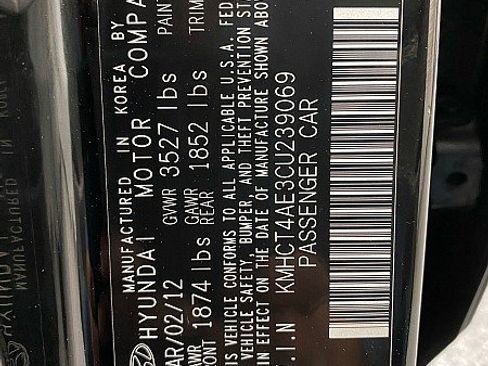 MANUFACTURED IN KOREA BY
HYUNDAI MOTOR COMPA
AR/02/12 GVWR 3527 lbs PAINT
ONT 1874 lbs GAWR REAR 1852 lbs TRIM
IS VEHICLE CONFORMS TO ALL APPLICABLE U.S.A. FED
VEHICLE SAFETY, BUMPER, AND THEFT PREVENTION ST
IN EFFECT ON THE DATE OF MANUFACTURE SHOWN ABOV
.I.N KMHCT4AE3CU239069
PASSENGER CAR